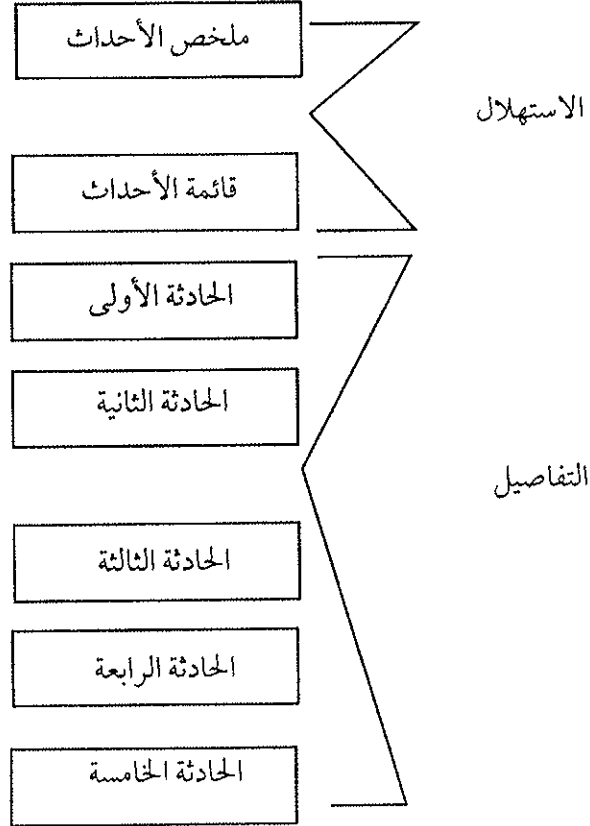 ملخص الأحداث
الاستهلال
قائمة الأحداث
الحادثة الأولى
الحادثة الثانية
التفاصيل
الحادثة الثالثة
الحادثة الرابعة
الحادثة الخامسة